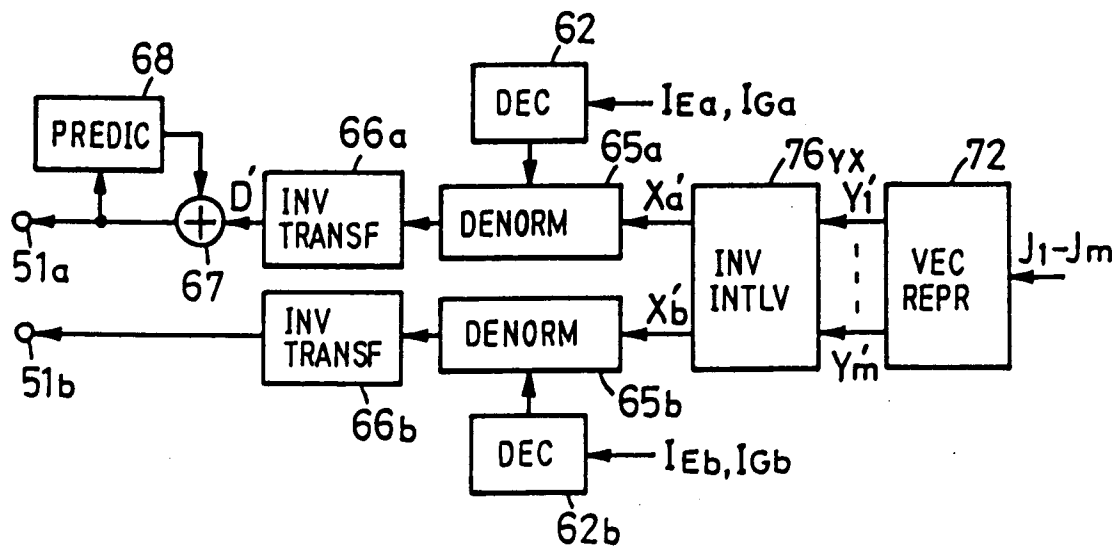 62
68
DEC
IEa, IGa
PREDIC
66a
65a
76YX
72
D'
INV
TRANSF
DENORM
Xa'
Y1'
51a
67
INV
INTLV
VEC
REPR
J1-Jm
INV
TRANSF
DENORM
Xb'
Ym'
51b
66b
65b
DEC
IEb, IGb
62b